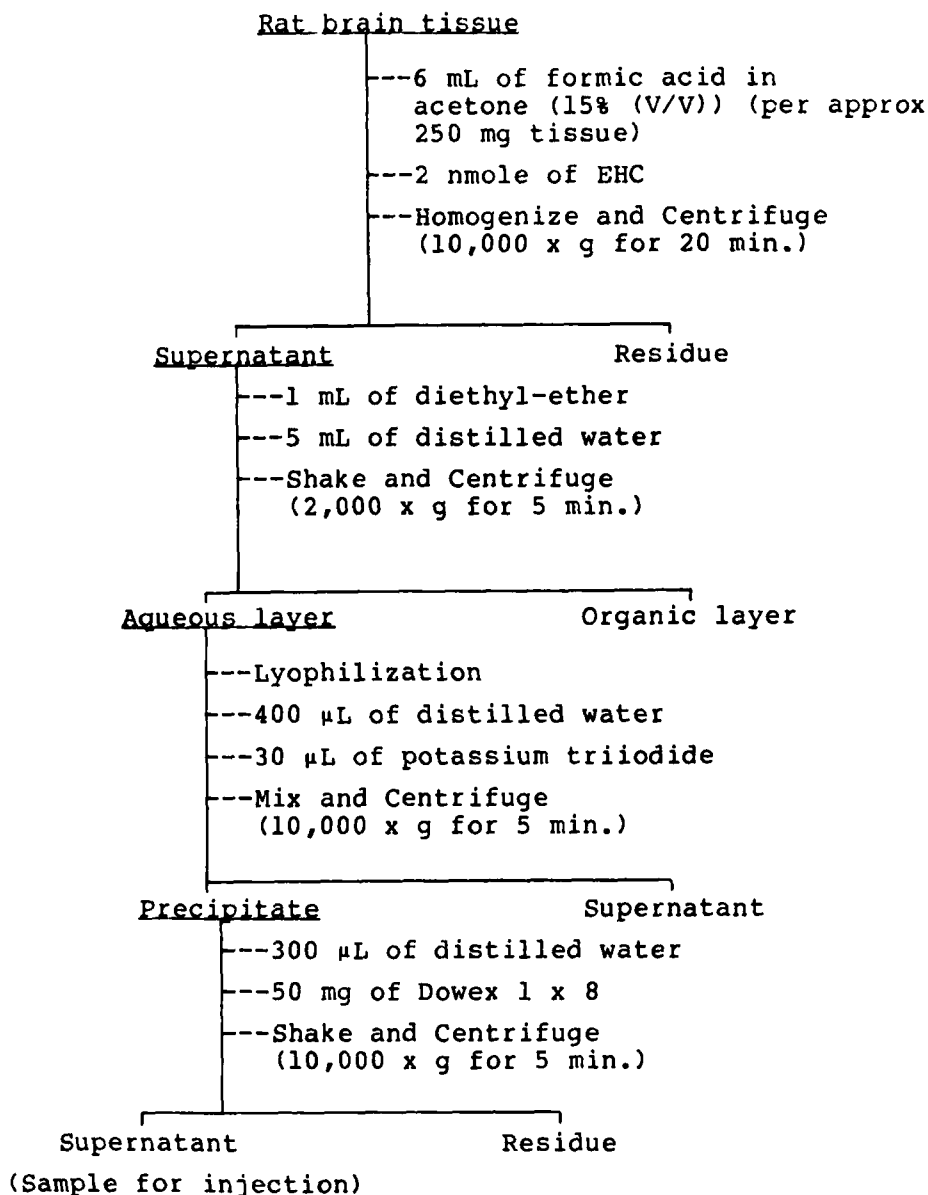 Rat brain tissue
---6 mL of formic acid in
acetone (15% (V/V)) (per approx
250 mg tissue)
---2 nmole of EHC
---Homogenize and Centrifuge
(10,000 x g for 20 min.)
Supernatant Residue
---1 mL of diethyl-ether
---5 mL of distilled water
---Shake and Centrifuge
(2,000 x g for 5 min.)
Aqueous layer Organic layer
---Lyophilization
---400 μL of distilled water
---30 μL of potassium triiodide
---Mix and Centrifuge
(10,000 x g for 5 min.)
Precipitate Supernatant
---300 μL of distilled water
---50 mg of Dowex 1 x 8
---Shake and Centrifuge
(10,000 x g for 5 min.)
Supernatant Residue
(Sample for injection)